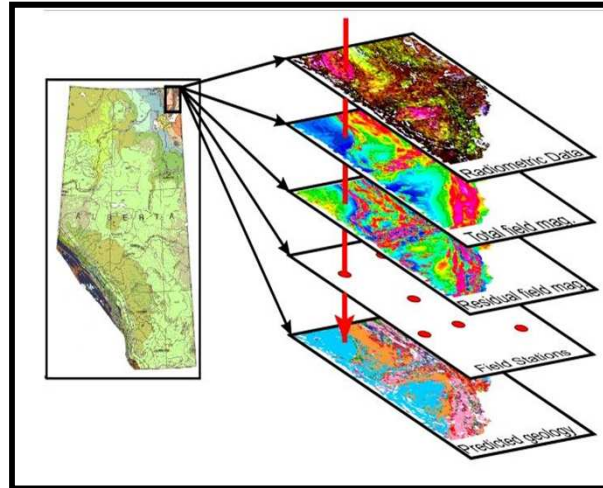 ALBERTA
Radiometric Data
Total field mag.
Residual field mag
Field Stations
Predicted geology